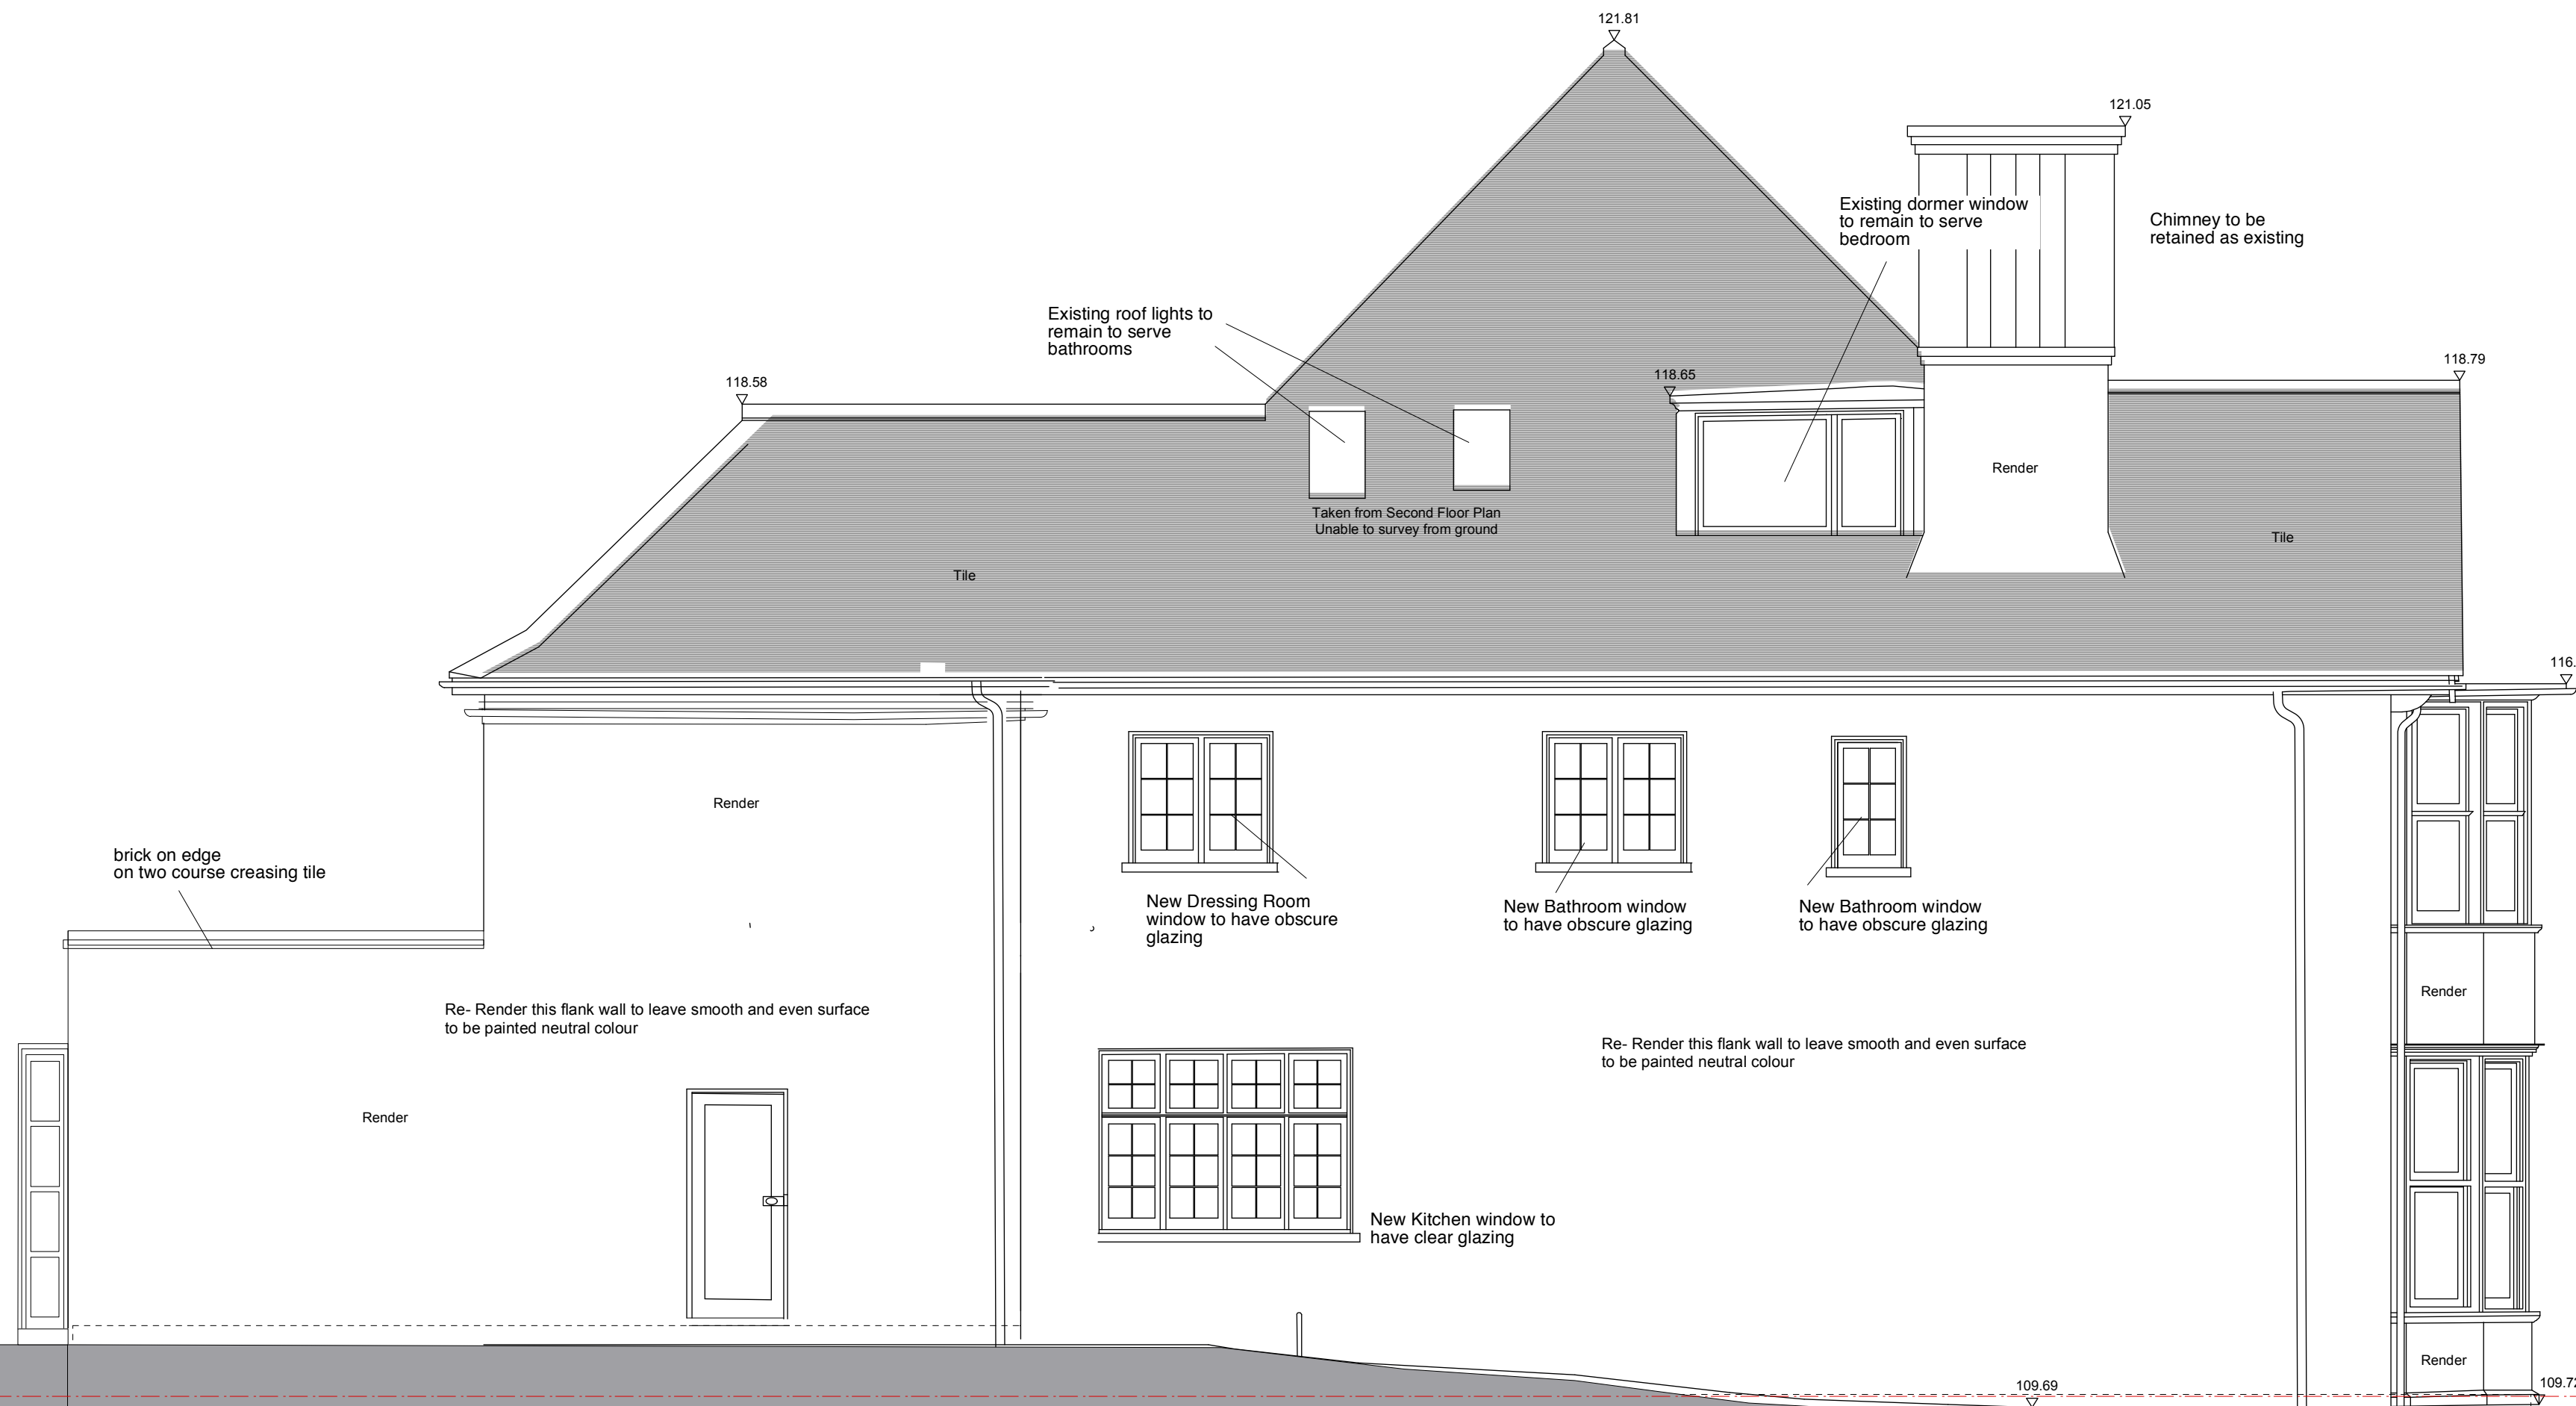 121.81
121.05
Existing dormer window
to remain to serve
bedroom
Chimney to be
retained as existing
Existing roof lights to
remain to serve
bathrooms
118.58
118.65
118.79
Render
Taken from Second Floor Plan
Unable to survey from ground
Tile
Tile
116.
Render
brick on edge
on two course creasing tile
New Dressing Room
window to have obscure
glazing
New Bathroom window
to have obscure glazing
New Bathroom window
to have obscure glazing
Render
Re- Render this flank wall to leave smooth and even surface
to be painted neutral colour
Re- Render this flank wall to leave smooth and even surface
to be painted neutral colour
Render
New Kitchen window to
have clear glazing
Render
109.69
109.72